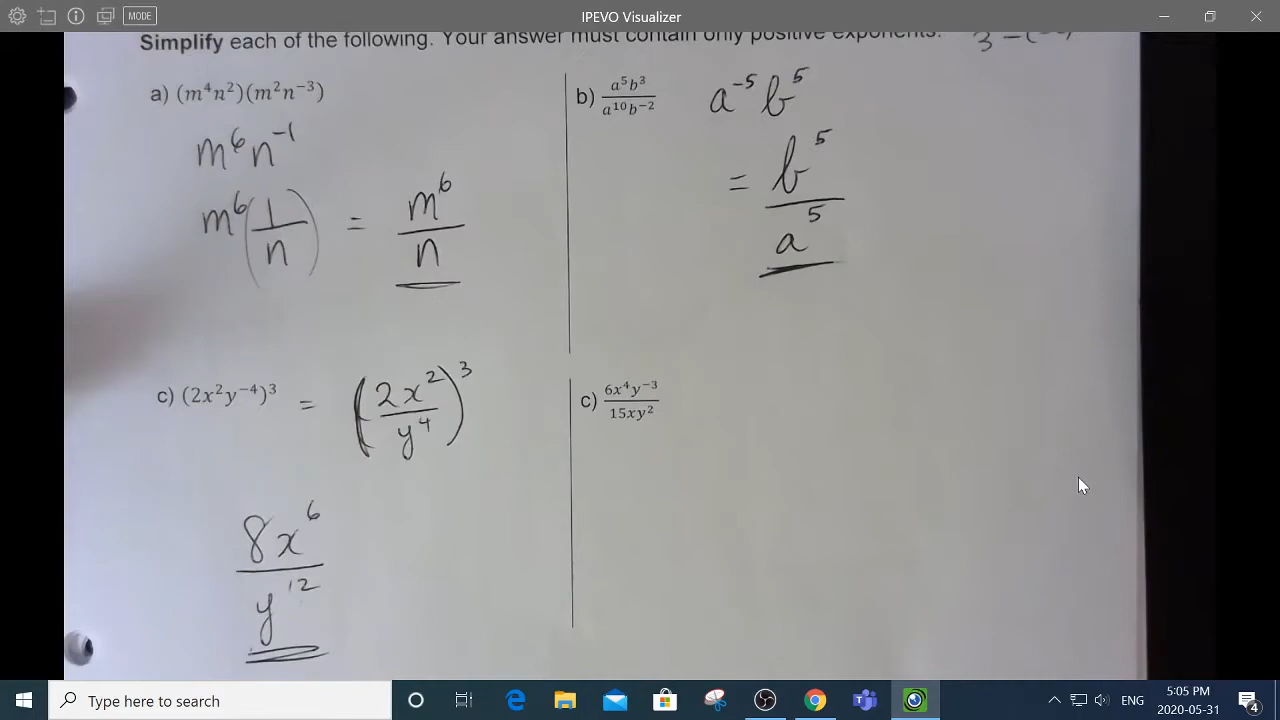 IPEVO Visualizer
MODE
Simplify each of the following. Your answer must contain only positive exponents.
a) (m⁴n²)(m²n⁻³)
m⁶n⁻¹
m⁶(1/n) = m⁶/n
b) a⁵b³/a¹⁰b⁻² a⁻⁵b⁵
= b⁵/a⁵
c) (2x²y⁻⁴)³ = (2x²/y⁴)³
8x⁶/y¹²
c) 6x⁴y⁻³/15xy²
Type here to search
ENG
5:05 PM
2020-05-31
4